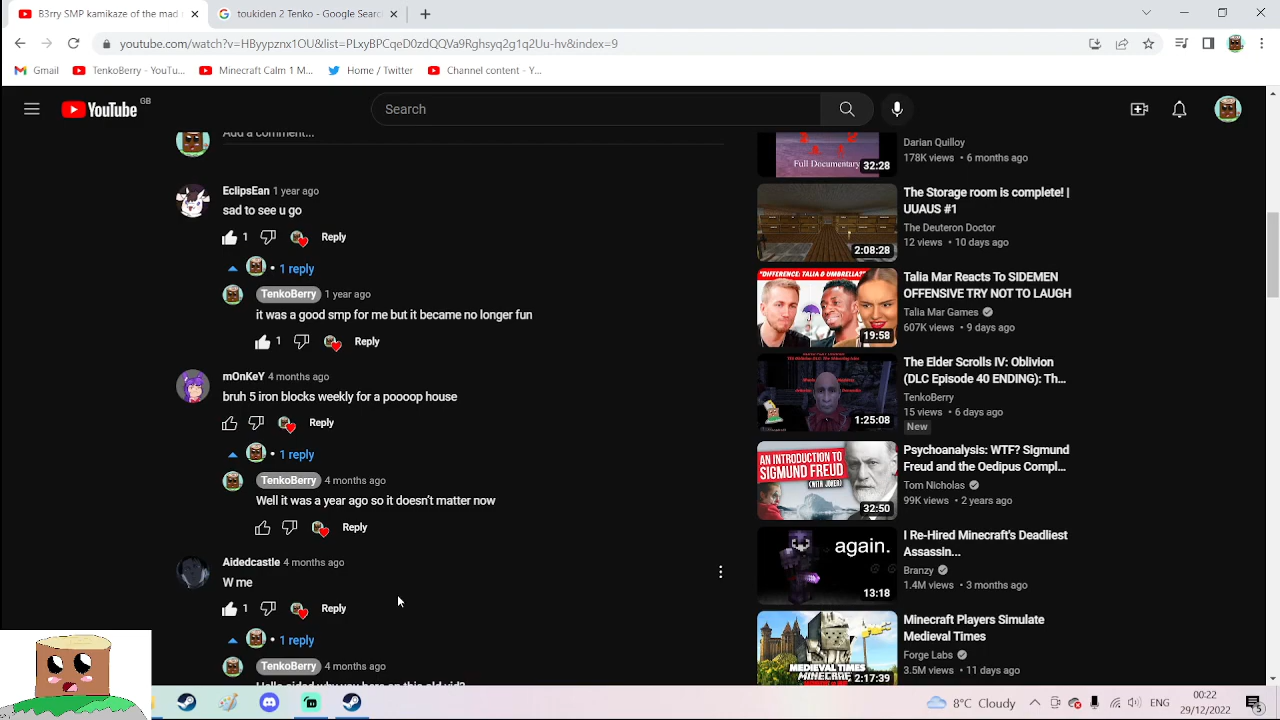 B3rry SMP kamikaze of the mad
toukiden 2 Tenko - Google Searc
youtube.com/watch?v=HByypznx1OU&list=PLxyBPCqeD0zdQQVa9Bmlcyq2g1q2Uu-hv&index=9
Gmail
TenkoBerry - YouTu...
Minecraft Calm 1 M...
Home / Twitter
Channel content - Y...
YouTube GB
Search
Add a comment...
EclipsEan 1 year ago
sad to see u go
1
Reply
1 reply
TenkoBerry 1 year ago
it was a good smp for me but it became no longer fun
1
Reply
mOnKeY 4 months ago
bro 5 min look at weekly smp policy please
Reply
1 reply
TenkoBerry 4 months ago
Well it was a year ago so it doesn't matter now
Reply
Aidedcastle 4 months ago
W me
1
Reply
1 reply
TenkoBerry 4 months ago
Full Documentary
32:28
Darian Quilloy
178K views • 6 months ago
2:08:28
The Storage room is complete! |
UUAUS #1
The Deuteron Doctor
12 views • 10 days ago
"DIFFERENCE: TALIA & UMBRELLA?"
19:58
Talia Mar Reacts To SIDEMEN
OFFENSIVE TRY NOT TO LAUGH
Talia Mar Games
607K views • 9 days ago
1:25:08
The Elder Scrolls IV: Oblivion
(DLC Episode 40 ENDING): Th...
TenkoBerry
15 views • 6 days ago
New
AN INTRODUCTION TO
SIGMUND FREUD
(WITH JOKER)
32:50
Psychoanalysis: WTF? Sigmund
Freud and the Oedipus Compl...
Tom Nicholas
99K views • 2 years ago
again.
13:18
I Re-Hired Minecraft's Deadliest
Assassin...
Branzy
1.4M views • 3 months ago
MEDIEVAL TIMES
MINECRAFT
2:17:39
Minecraft Players Simulate
Medieval Times
Forge Labs
3.5M views • 11 days ago
8°C Cloudy
ENG
00:22
29/12/2022
5